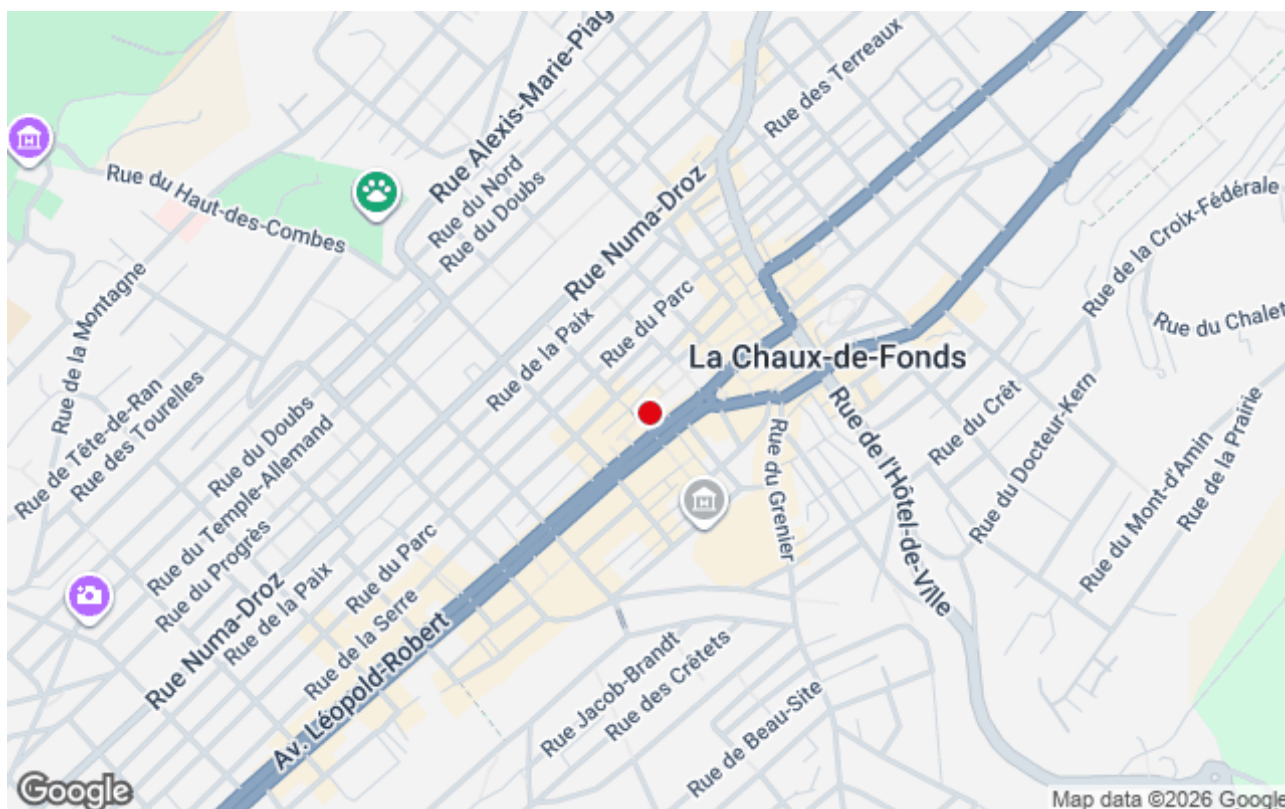 Rue Alexis-Marie-Piag
Rue des Terreaux
Rue du Haut-des-Combes
Rue du Nord
Rue du Doubs
Rue Numa-Droz
Rue de la Croix-Fédérale
Rue de la Montagne
Rue de la Paix
Rue du Parc
Rue du Chalet
La Chaux-de-Fonds
Rue de Tête-de-Ran
Rue des Tourelles
Rue du Doubs
Rue du Temple-Allemand
Rue du Progrès
Rue Numa-Droz
Rue de la Paix
Rue du Parc
Rue de la Serre
Av. Léopold-Robert
Rue du Grenier
Rue de l'Hôtel-de-Ville
Rue du Crêt
Rue du Docteur-Kern
Rue du Mont-d'Amin
Rue de la Prairie
Rue Jacob-Brandt
Rue des Crêtets
Rue de Beau-Site
Google
Map data ©2026 Google